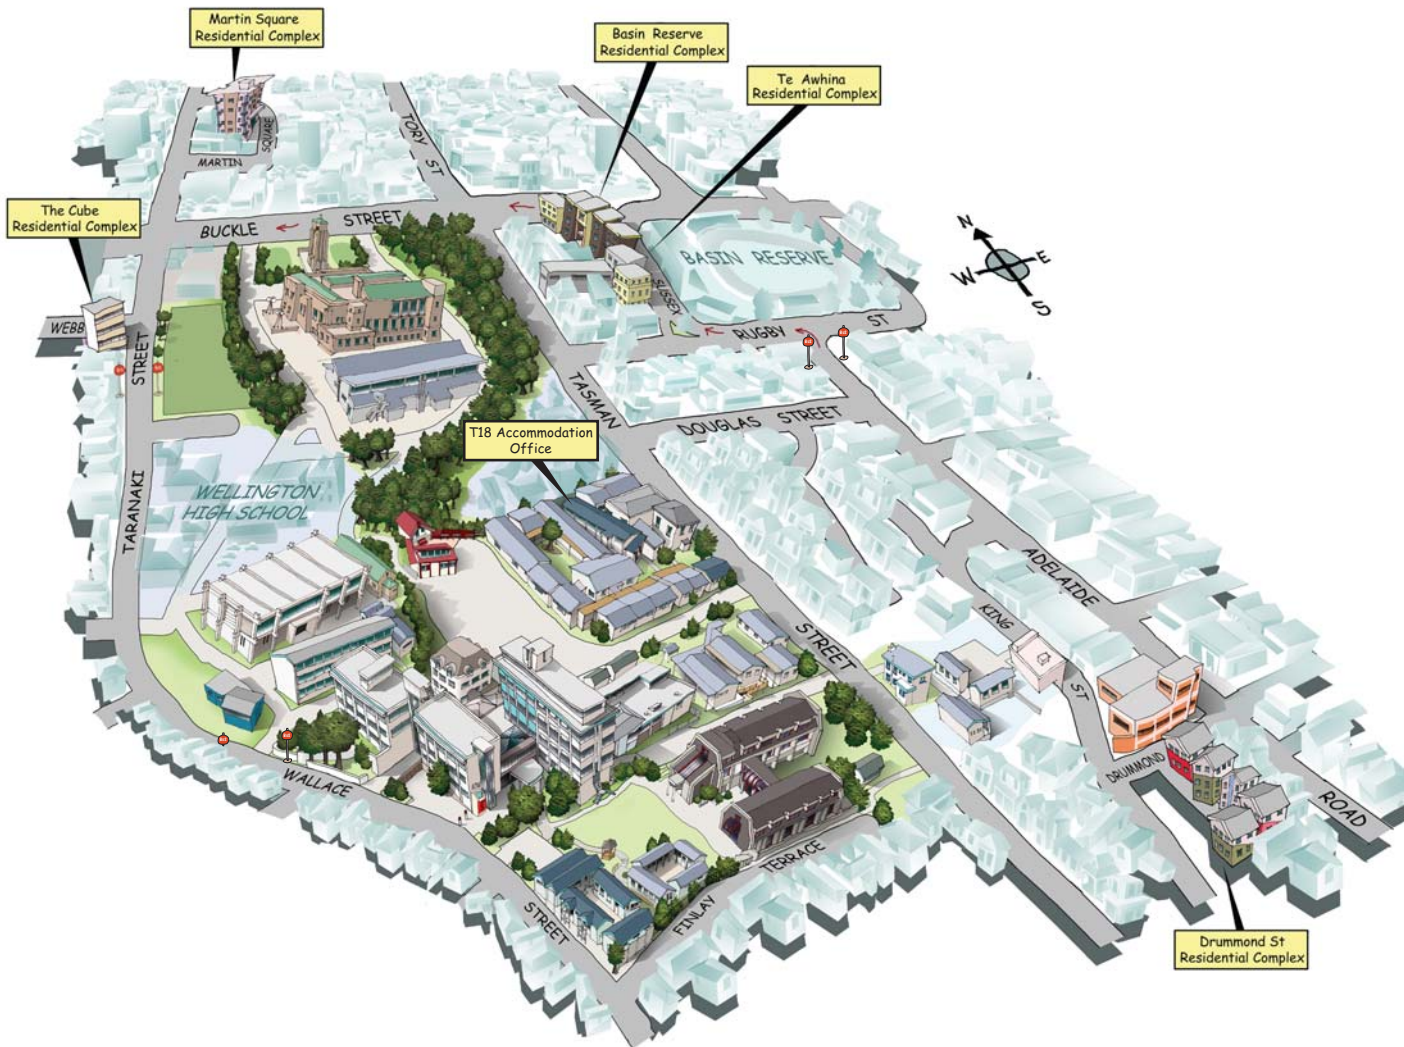 Martin Square
Residential Complex
Basin Reserve
Residential Complex
Te Awhina
Residential Complex
The Cube
Residential Complex
TORY ST
MARTIN
SQUARE
BUCKLE STREET
BASIN RESERVE
SUSSEX
N
W
E
S
RUGBY ST
WEBB
TARANAKI STREET
TASMAN STREET
DOUGLAS STREET
T18 Accommodation
Office
WELLINGTON
HIGH SCHOOL
ADELAIDE ROAD
KING ST
DRUMMOND
WALLACE STREET
FINLAY TERRACE
Drummond St
Residential Complex